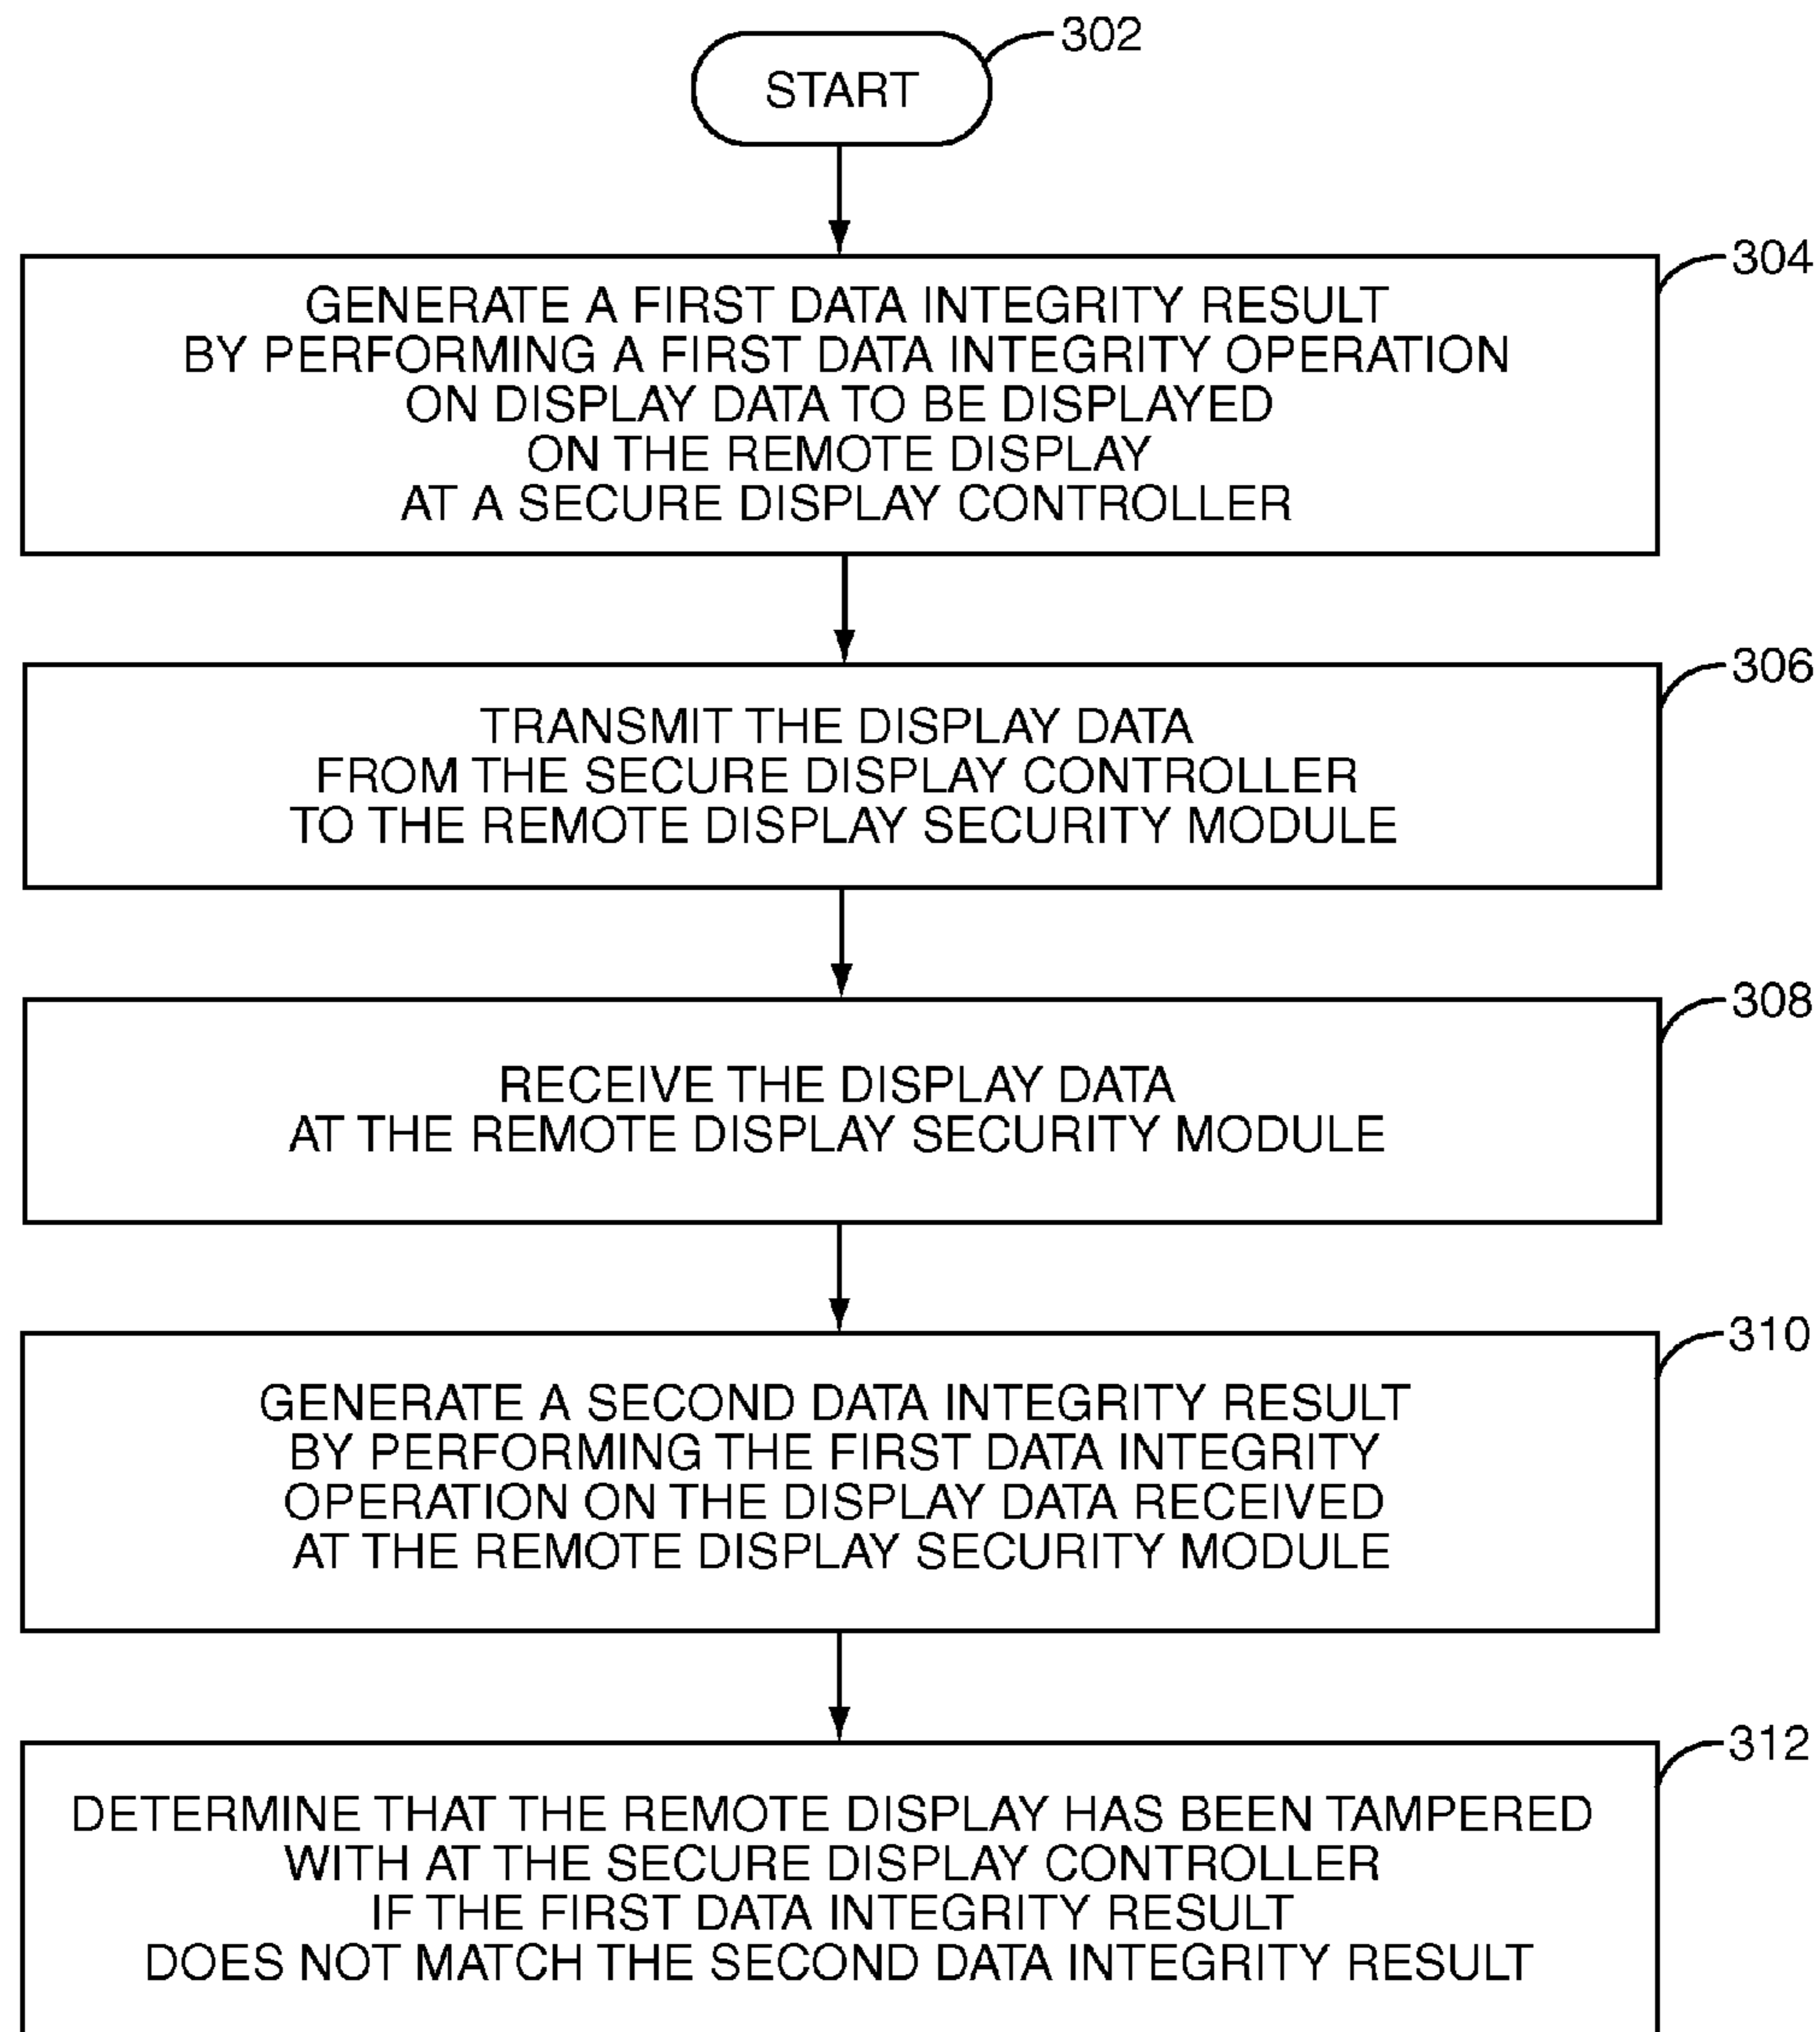 302
START
304
GENERATE A FIRST DATA INTEGRITY RESULT
BY PERFORMING A FIRST DATA INTEGRITY OPERATION
ON DISPLAY DATA TO BE DISPLAYED
ON THE REMOTE DISPLAY
AT A SECURE DISPLAY CONTROLLER
306
TRANSMIT THE DISPLAY DATA
FROM THE SECURE DISPLAY CONTROLLER
TO THE REMOTE DISPLAY SECURITY MODULE
308
RECEIVE THE DISPLAY DATA
AT THE REMOTE DISPLAY SECURITY MODULE
310
GENERATE A SECOND DATA INTEGRITY RESULT
BY PERFORMING THE FIRST DATA INTEGRITY
OPERATION ON THE DISPLAY DATA RECEIVED
AT THE REMOTE DISPLAY SECURITY MODULE
312
DETERMINE THAT THE REMOTE DISPLAY HAS BEEN TAMPERED
WITH AT THE SECURE DISPLAY CONTROLLER
IF THE FIRST DATA INTEGRITY RESULT
DOES NOT MATCH THE SECOND DATA INTEGRITY RESULT